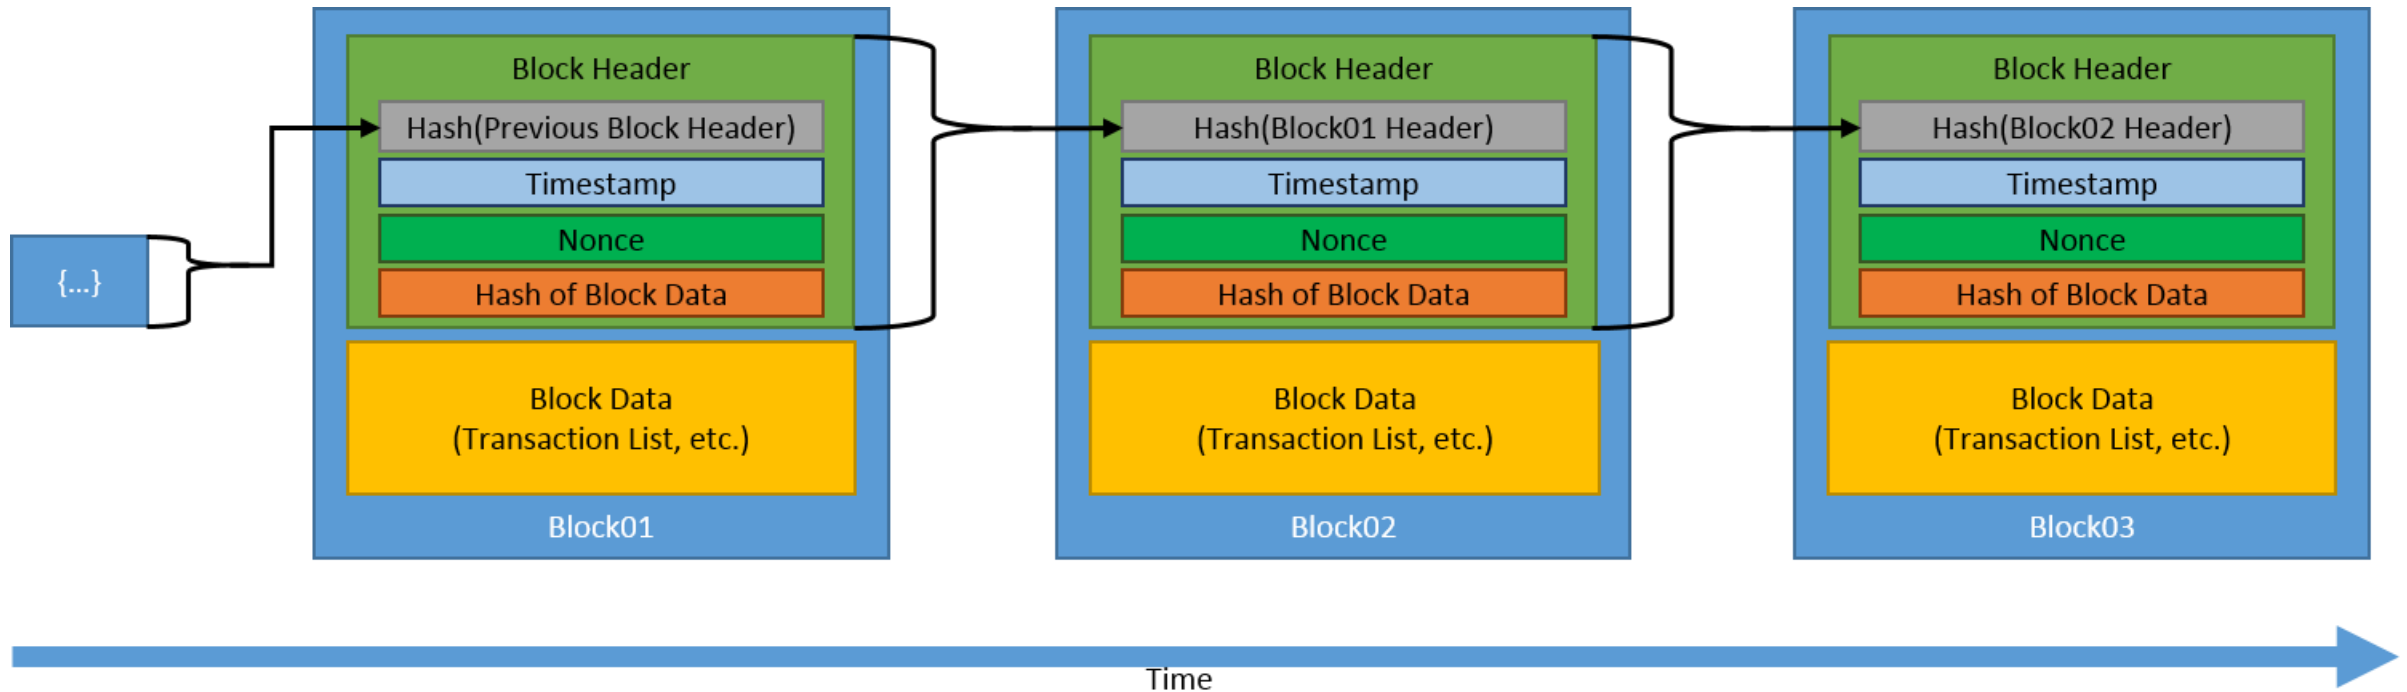 {...}
Block Header
Hash(Previous Block Header)
Timestamp
Nonce
Hash of Block Data
Block Data
(Transaction List, etc.)
Block01
Block Header
Hash(Block01 Header)
Timestamp
Nonce
Hash of Block Data
Block Data
(Transaction List, etc.)
Block02
Block Header
Hash(Block02 Header)
Timestamp
Nonce
Hash of Block Data
Block Data
(Transaction List, etc.)
Block03
Time